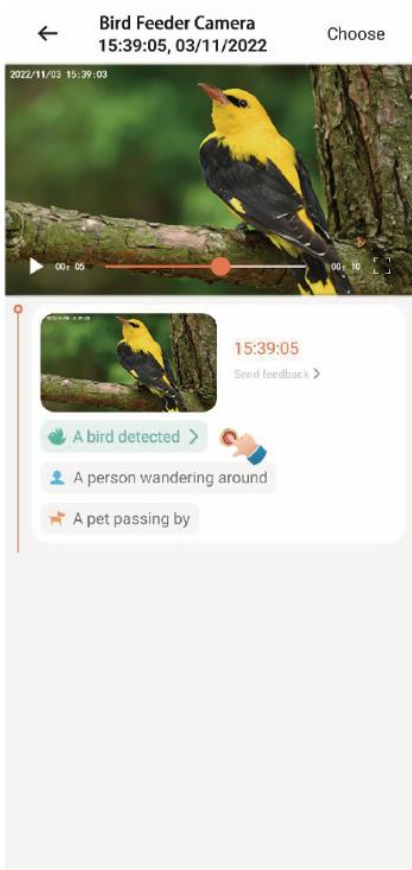 Bird Feeder Camera
15:39:05, 03/11/2022
Choose
2022/11/03 15:39:03
00: 05
00: 10
15:39:05
Send feedback >
A bird detected >
A person wandering around
A pet passing by